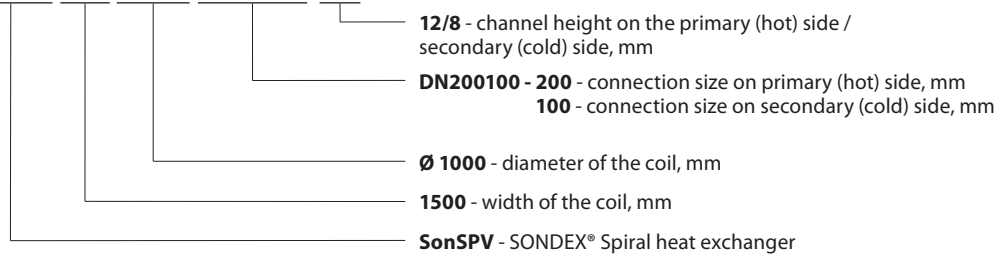 12/8 - channel height on the primary (hot) side /
secondary (cold) side, mm
DN200100 - 200 - connection size on primary (hot) side, mm
100 - connection size on secondary (cold) side, mm
Ø 1000 - diameter of the coil, mm
1500 - width of the coil, mm
SonSPV - SONDEX® Spiral heat exchanger